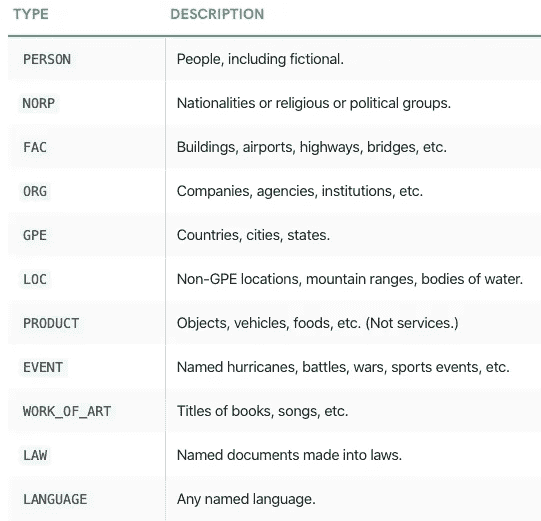 TYPE DESCRIPTION
PERSON People, including fictional.
NORP Nationalities or religious or political groups.
FAC Buildings, airports, highways, bridges, etc.
ORG Companies, agencies, institutions, etc.
GPE Countries, cities, states.
LOC Non-GPE locations, mountain ranges, bodies of water.
PRODUCT Objects, vehicles, foods, etc. (Not services.)
EVENT Named hurricanes, battles, wars, sports events, etc.
WORK_OF_ART Titles of books, songs, etc.
LAW Named documents made into laws.
LANGUAGE Any named language.